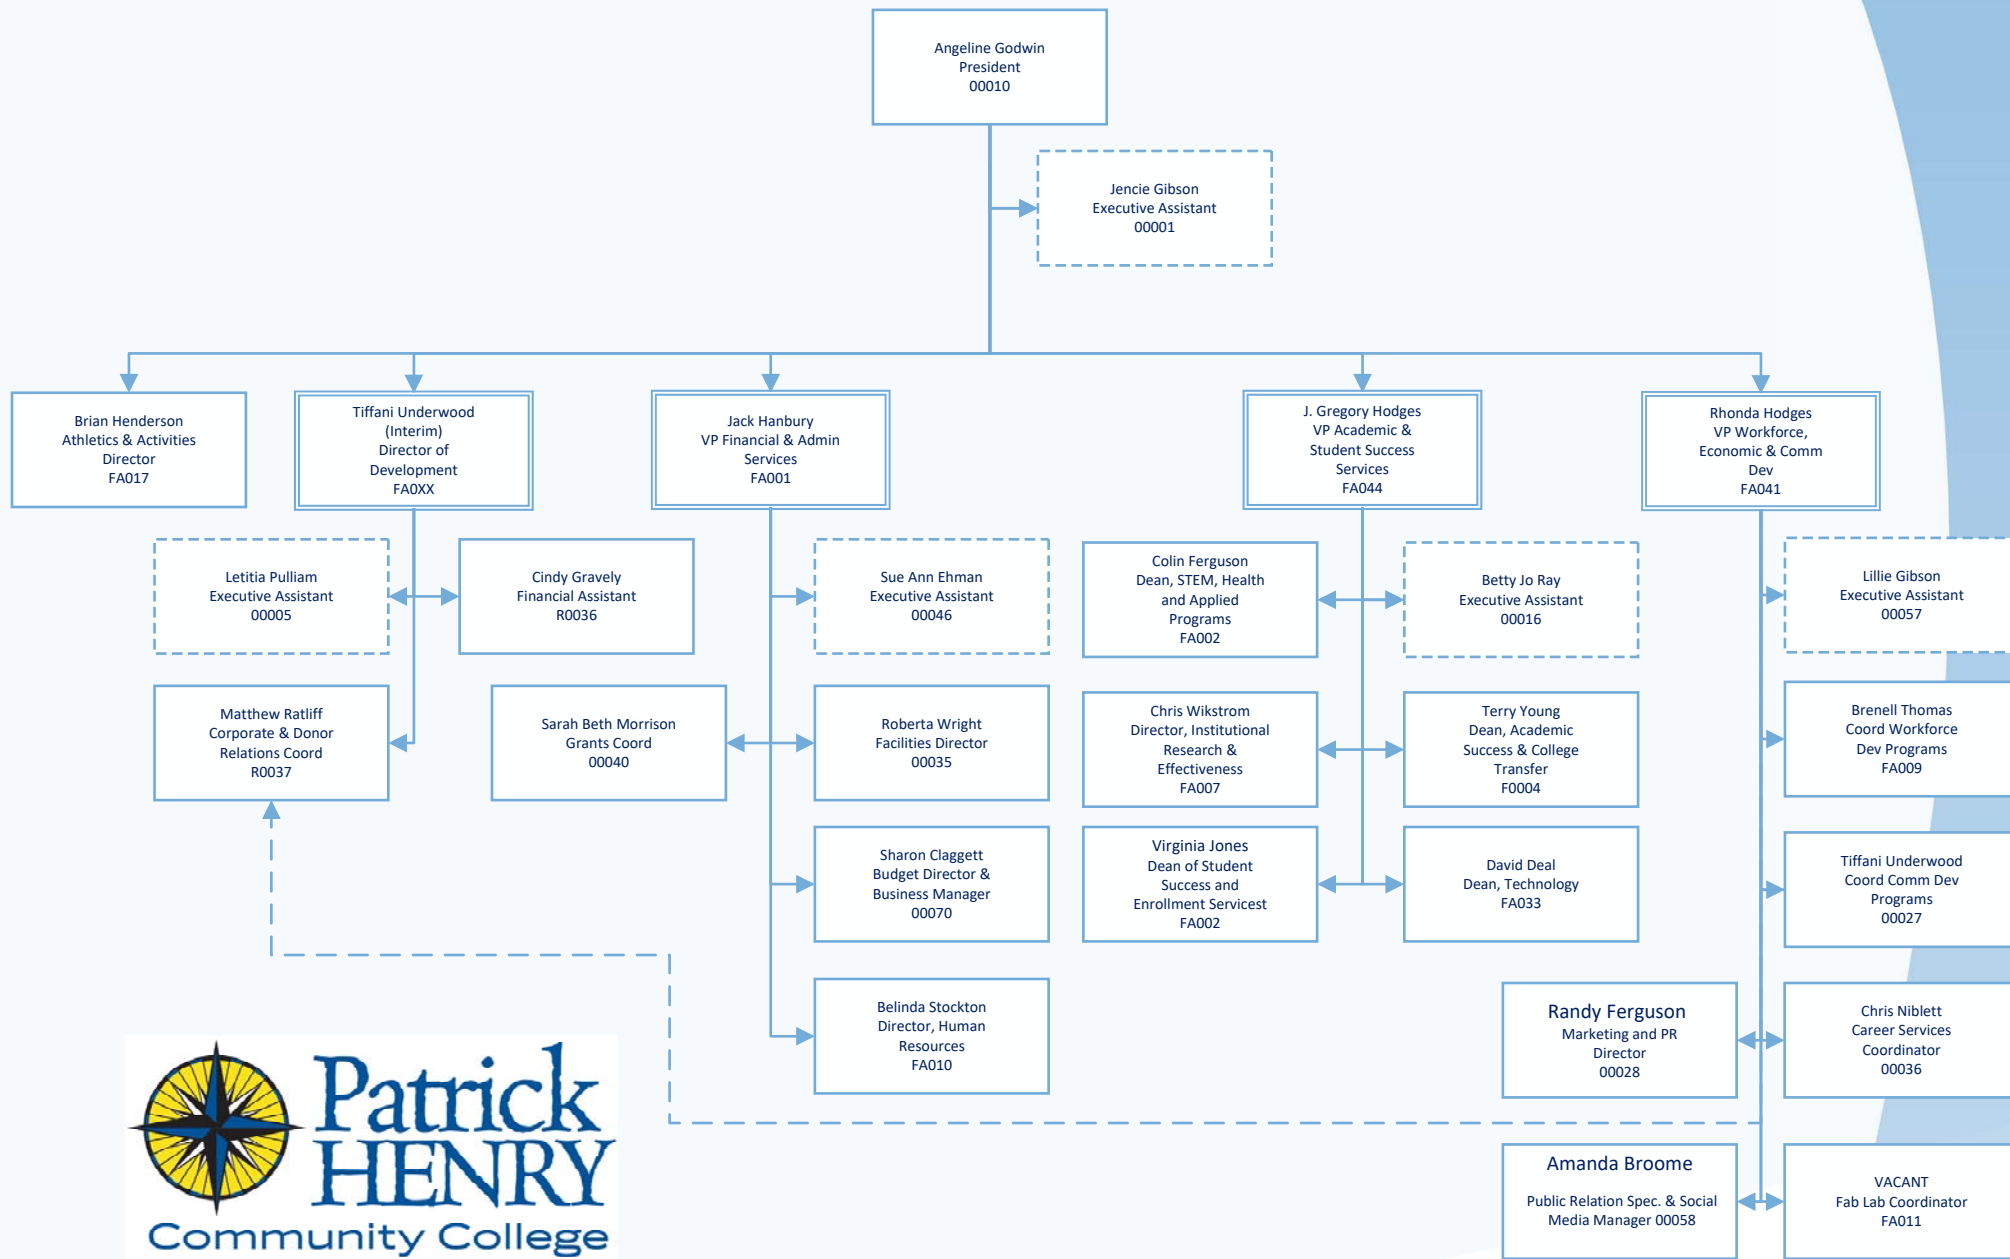 Angeline Godwin
President
00010
Jencie Gibson
Executive Assistant
00001
Brian Henderson
Athletics & Activities
Director
FA017
Tiffani Underwood
(Interim)
Director of
Development
FA0XX
Jack Hanbury
VP Financial & Admin
Services
FA001
J. Gregory Hodges
VP Academic &
Student Success
Services
FA044
Rhonda Hodges
VP Workforce,
Economic & Comm
Dev
FA041
Letitia Pulliam
Executive Assistant
00005
Cindy Gravely
Financial Assistant
R0036
Sue Ann Ehman
Executive Assistant
00046
Colin Ferguson
Dean, STEM, Health
and Applied
Programs
FA002
Betty Jo Ray
Executive Assistant
00016
Lillie Gibson
Executive Assistant
00057
Matthew Ratliff
Corporate & Donor
Relations Coord
R0037
Sarah Beth Morrison
Grants Coord
00040
Roberta Wright
Facilities Director
00035
Chris Wikstrom
Director, Institutional
Research &
Effectiveness
FA007
Terry Young
Dean, Academic
Success & College
Transfer
F0004
Brenell Thomas
Coord Workforce
Dev Programs
FA009
Sharon Claggett
Budget Director &
Business Manager
00070
Virginia Jones
Dean of Student
Success and
Enrollment Servicest
FA002
David Deal
Dean, Technology
FA033
Tiffani Underwood
Coord Comm Dev
Programs
00027
Belinda Stockton
Director, Human
Resources
FA010
Randy Ferguson
Marketing and PR
Director
00028
Chris Niblett
Career Services
Coordinator
00036
Amanda Broome
Public Relation Spec. & Social
Media Manager 00058
VACANT
Fab Lab Coordinator
FA011
Patrick
HENRY
Community College